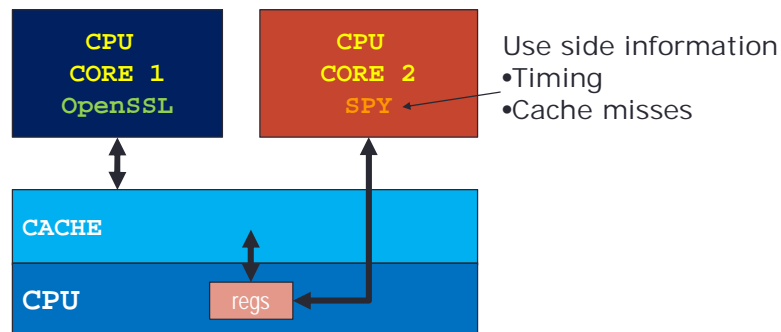 CPU
CORE 1
OpenSSL
CPU
CORE 2
SPY
Use side information
•Timing
•Cache misses
CACHE
CPU
regs